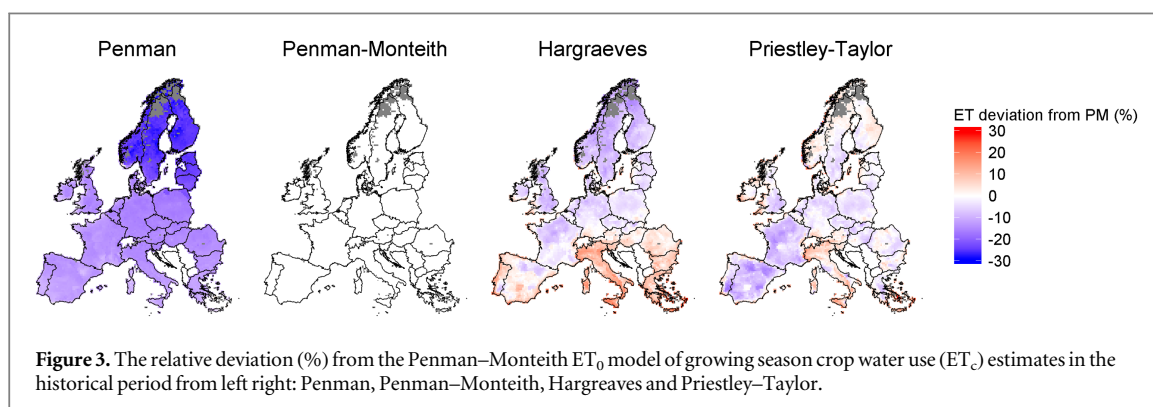 Penman Penman-Monteith Hargraeves Priestley-Taylor
ET deviation from PM (%)
30
20
10
0
-10
-20
-30
Figure 3. The relative deviation (%) from the Penman–Monteith ET₀ model of growing season crop water use (ET꜀) estimates in the
historical period from left right: Penman, Penman–Monteith, Hargreaves and Priestley–Taylor.